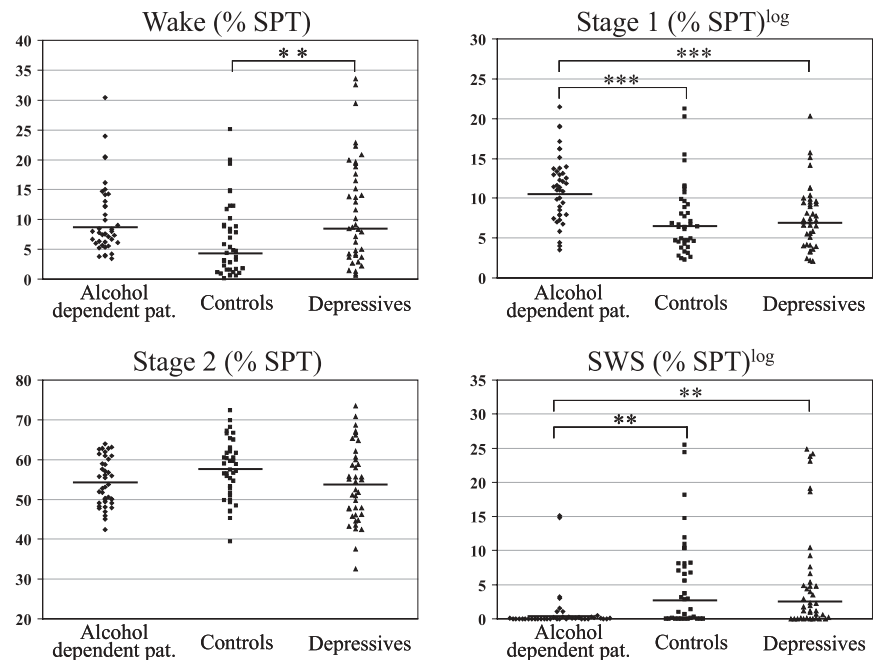 Wake (% SPT)
40
35
30
25
20
15
10
5
0
* *
Alcohol
dependent pat.
Controls
Depressives
Stage 1 (% SPT)log
30
25
20
15
10
5
0
***
***
Alcohol
dependent pat.
Controls
Depressives
Stage 2 (% SPT)
80
70
60
50
40
30
20
Alcohol
dependent pat.
Controls
Depressives
SWS (% SPT)log
35
30
25
20
15
10
5
0
**
**
Alcohol
dependent pat.
Controls
Depressives